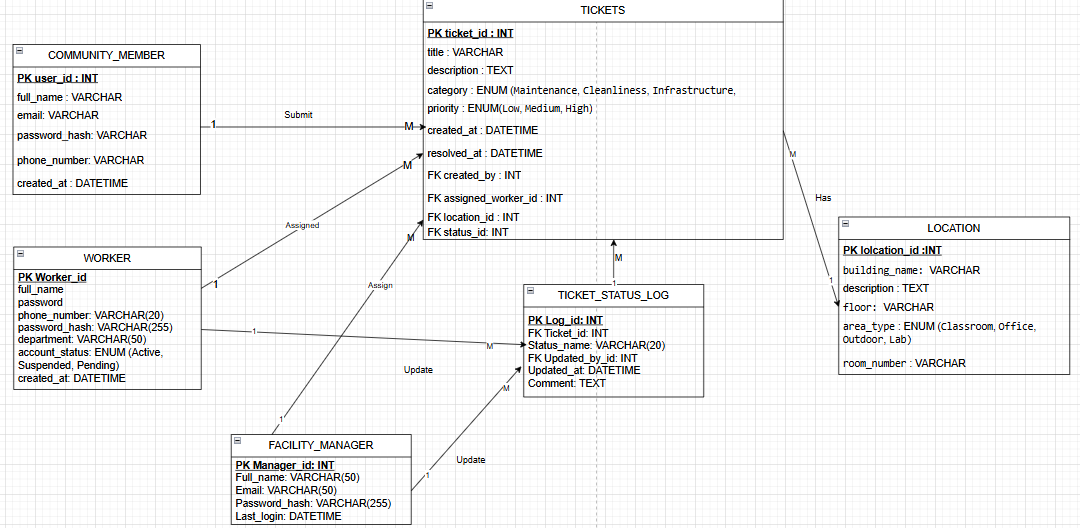 TICKETS
PK ticket_id : INT
title : VARCHAR
description : TEXT
category : ENUM (Maintenance, Cleanliness, Infrastructure,
priority : ENUM(Low, Medium, High)
created_at : DATETIME
resolved_at : DATETIME
FK created_by : INT
FK assigned_worker_id : INT
FK location_id : INT
FK status_id: INT
COMMUNITY_MEMBER
PK user_id : INT
full_name : VARCHAR
email: VARCHAR
password_hash: VARCHAR
phone_number: VARCHAR
created_at : DATETIME
1
Submit
M
M
Assigned
1
M
Assign
1
M
Has
1
LOCATION
PK lolcation_id :INT
building_name: VARCHAR
description : TEXT
floor: VARCHAR
area_type : ENUM (Classroom, Office,
Outdoor, Lab)
room_number : VARCHAR
WORKER
PK Worker_id
full_name
password
phone_number: VARCHAR(20)
password_hash: VARCHAR(255)
department: VARCHAR(50)
account_status: ENUM (Active,
Suspended, Pending)
created_at: DATETIME
M
1
TICKET_STATUS_LOG
PK Log_id: INT
FK Ticket_id: INT
Status_name: VARCHAR(20)
FK Updated_by_id: INT
Updated_at: DATETIME
Comment: TEXT
1
M
Update
M
Update
1
FACILITY_MANAGER
PK Manager_id: INT
Full_name: VARCHAR(50)
Email: VARCHAR(50)
Password_hash: VARCHAR(255)
Last_login: DATETIME